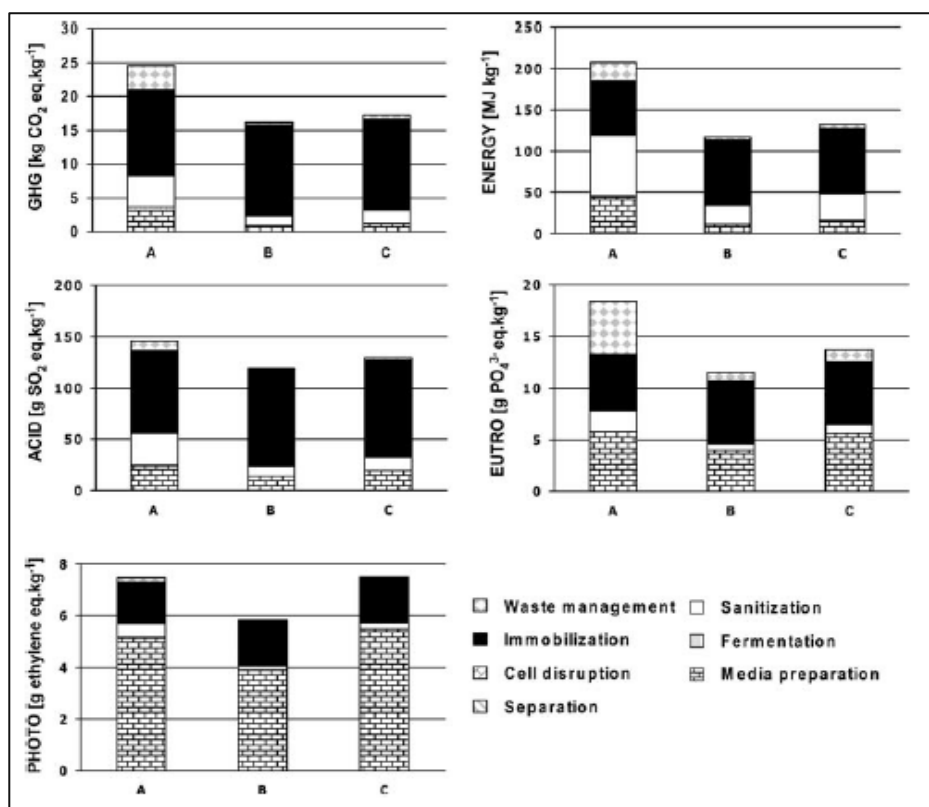 GHG [kg CO₂ eq.kg⁻¹]
30
25
20
15
10
5
0
A B C
ENERGY [MJ kg⁻¹]
250
200
150
100
50
0
A B C
ACID [g SO₂ eq.kg⁻¹]
200
150
100
50
0
A B C
EUTRO [g PO₄³⁻ eq.kg⁻¹]
20
15
10
5
0
A B C
PHOTO [g ethylene eq.kg⁻¹]
8
6
4
2
0
A B C
Waste management
Sanitization
Immobilization
Fermentation
Cell disruption
Media preparation
Separation